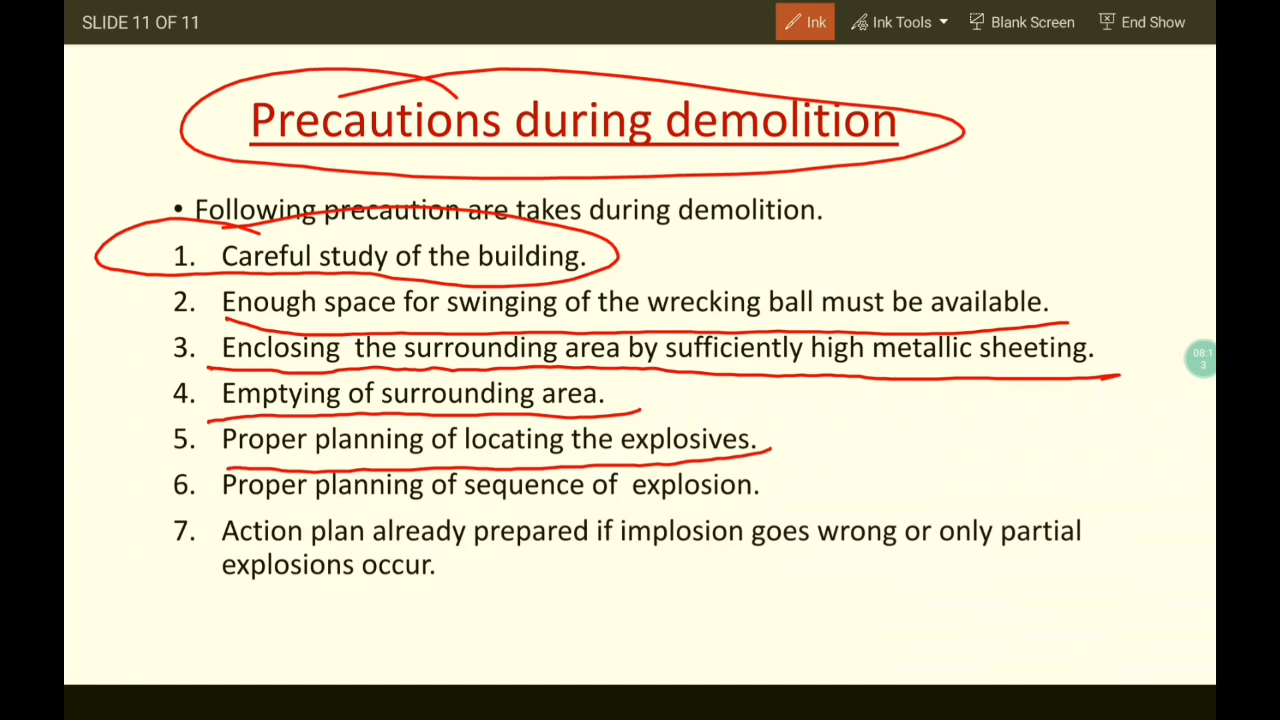 SLIDE 11 OF 11
Ink
Ink Tools
Blank Screen
End Show
Precautions during demolition
• Following precaution are takes during demolition.
1. Careful study of the building.
2. Enough space for swinging of the wrecking ball must be available.
3. Enclosing the surrounding area by sufficiently high metallic sheeting.
4. Emptying of surrounding area.
5. Proper planning of locating the explosives.
6. Proper planning of sequence of explosion.
7. Action plan already prepared if implosion goes wrong or only partial
explosions occur.
08:1
3